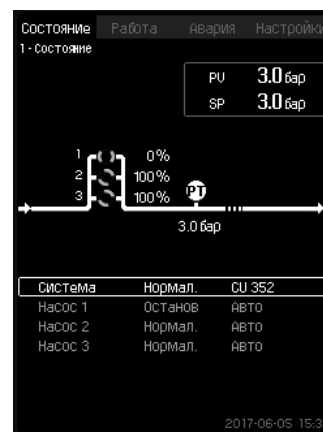 Состояние Работа Авария Настройки
1 - Состояние
PV 3.0 бар
SP 3.0 бар
1 0%
2 100%
3 100%
PT
3.0 бар
Система Нормал. CU 352
Насос 1 Останов Авто
Насос 2 Нормал. Авто
Насос 3 Нормал. Авто
2017-06-05 15:3